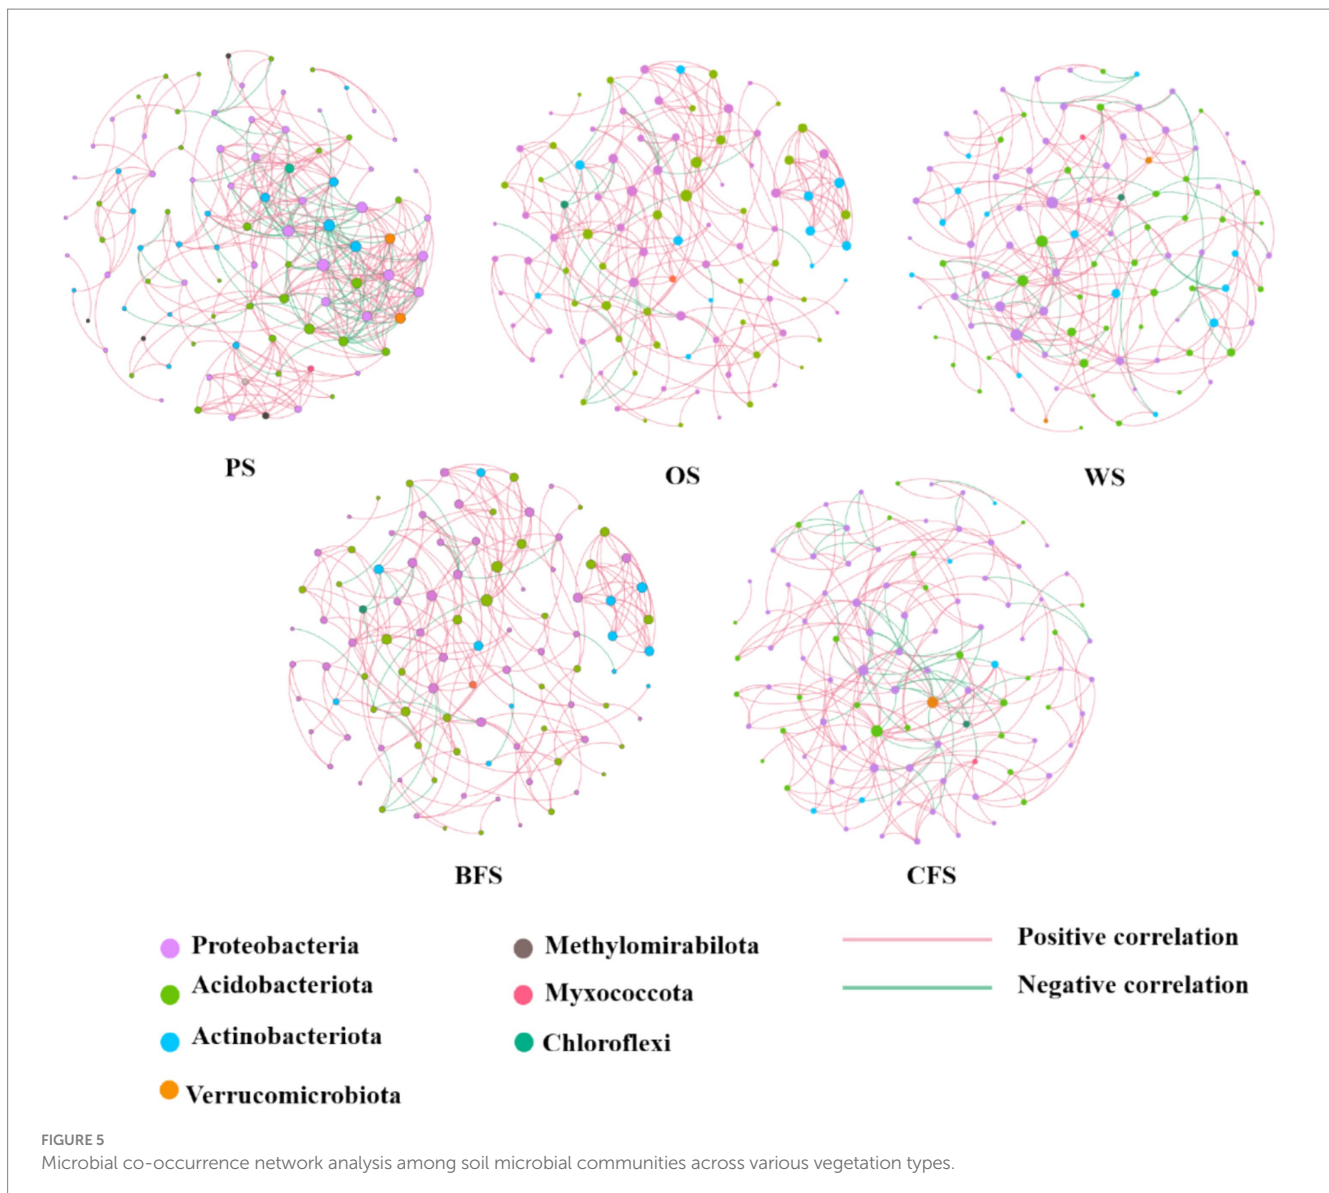 PS
OS
WS
BFS
CFS
Proteobacteria
Acidobacteriota
Actinobacteriota
Verrucomicrobiota
Methylomirabilota
Myxococcota
Chloroflexi
Positive correlation
Negative correlation
FIGURE 5
Microbial co-occurrence network analysis among soil microbial communities across various vegetation types.